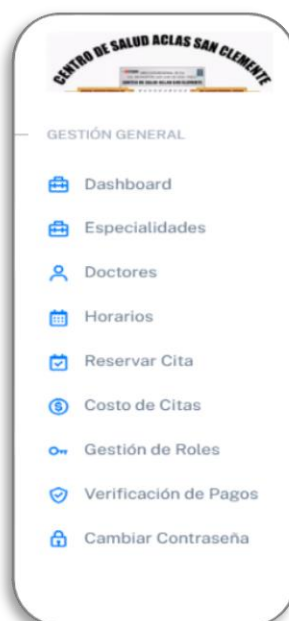 CENTRO DE SALUD ACLAS SAN CLEMENTE
GESTIÓN GENERAL
Dashboard
Especialidades
Doctores
Horarios
Reservar Cita
Costo de Citas
Gestión de Roles
Verificación de Pagos
Cambiar Contraseña